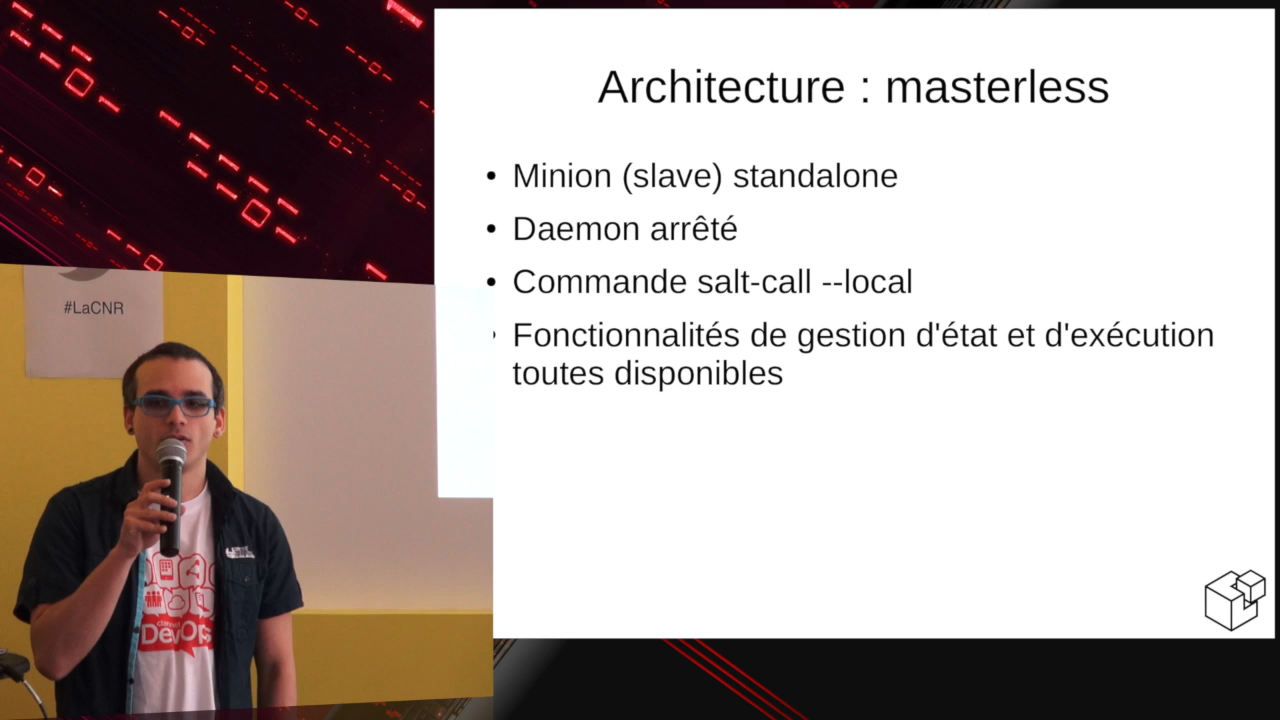 Architecture : masterless
• Minion (slave) standalone
• Daemon arrêté
• Commande salt-call --local
• Fonctionnalités de gestion d'état et d'exécution
toutes disponibles
#LaCNR
DevOps